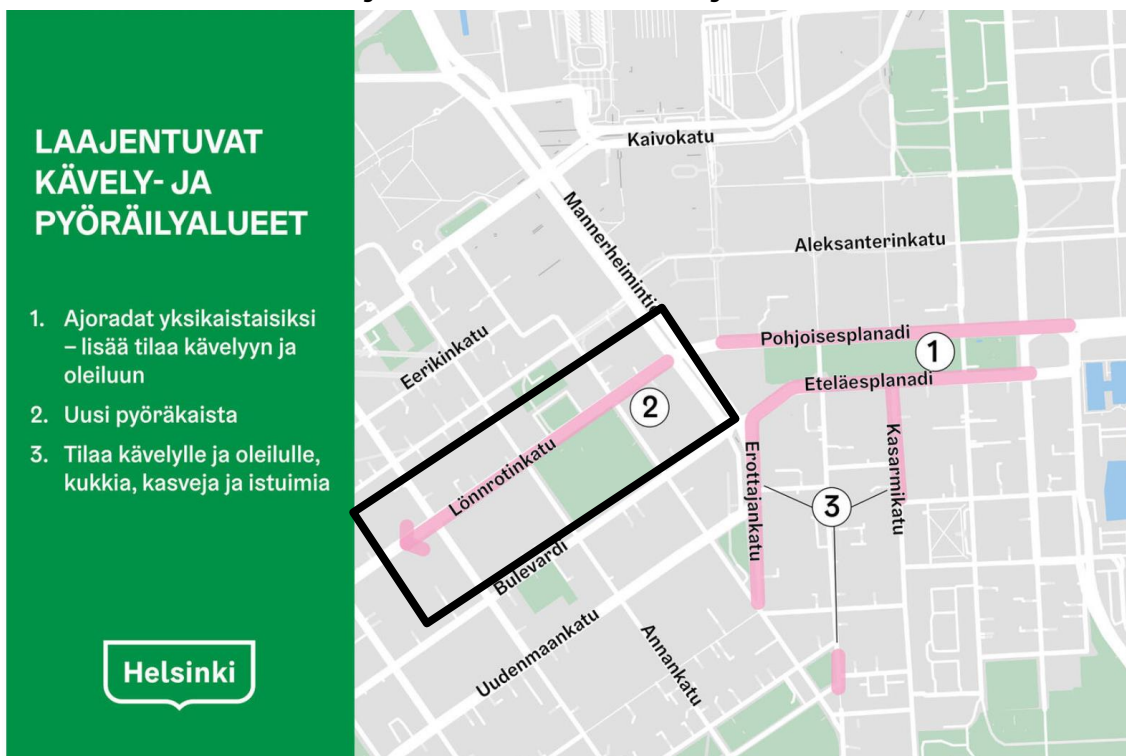 LAAJENTUVAT
KÄVELY- JA
PYÖRÄILYALUEET
1. Ajoradat yksikaistaisiksi
– lisää tilaa kävelyyn ja
oleiluun
2. Uusi pyöräkaista
3. Tilaa kävelylle ja oleilulle,
kukkia, kasveja ja istuimia
Helsinki
Kaivokatu
Mannerheimintie
Aleksanterinkatu
Pohjoisesplanadi
1
Eerikinkatu
Eteläesplanadi
2
Lönnrotinkatu
Erottajankatu
Kasarmikatu
3
Bulevardi
Uudenmaankatu
Annankatu